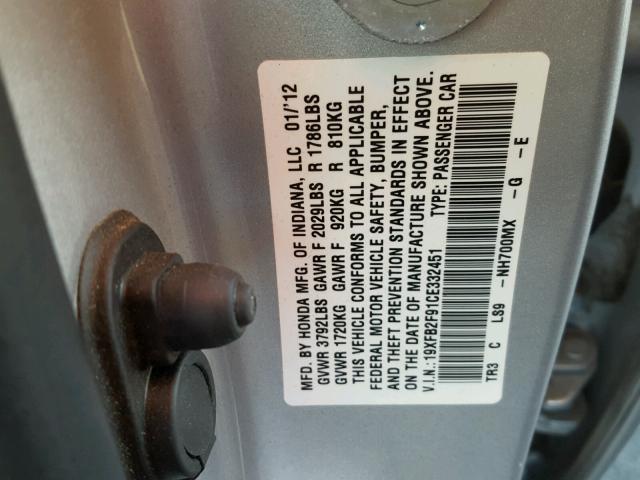 MFD. BY HONDA MFG. OF INDIANA, LLC 01/'12
GVWR 3792LBS GAWR F 2029LBS R 1786LBS
GVWR 1720KG GAWR F 920KG R 810KG
THIS VEHICLE CONFORMS TO ALL APPLICABLE
FEDERAL MOTOR VEHICLE SAFETY, BUMPER,
AND THEFT PREVENTION STANDARDS IN EFFECT
ON THE DATE OF MANUFACTURE SHOWN ABOVE.
V.I.N.: 19XFB2F91CE332451 TYPE: PASSENGER CAR
TR3 C LS9 -NH700MX -G -E